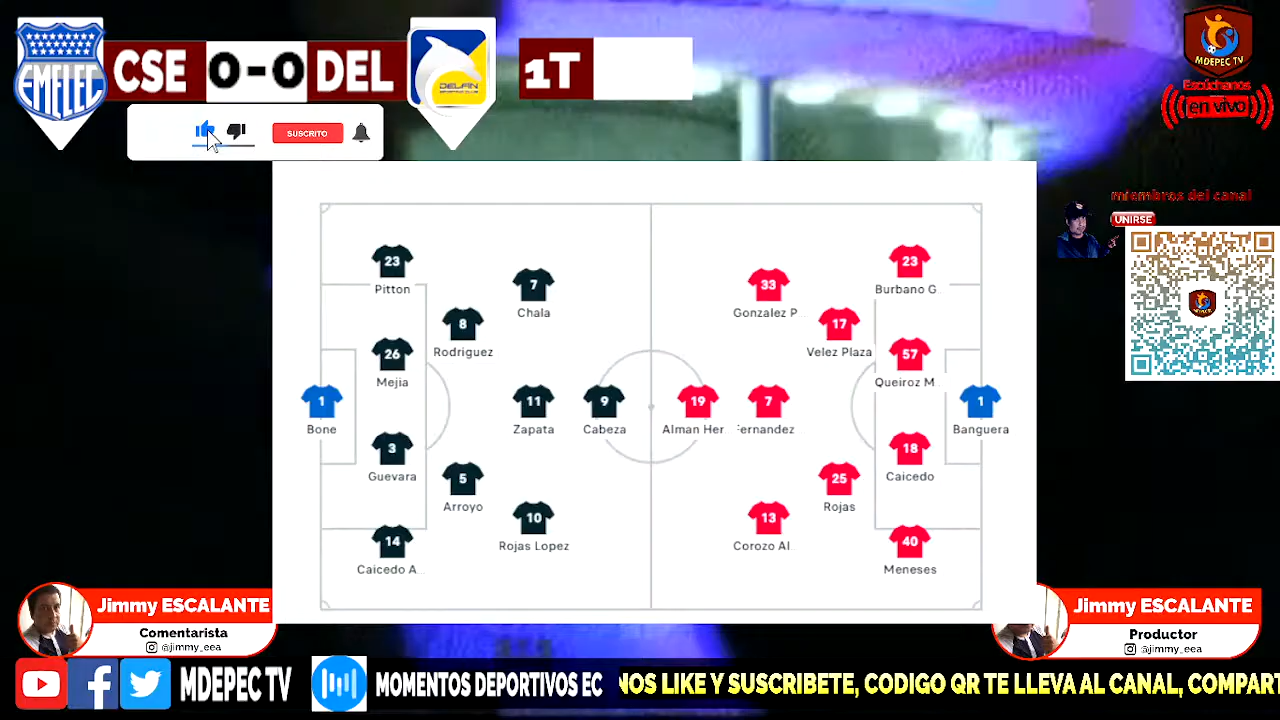 EMELEC
CSE 0-0 DEL
DELFIN
1T
MDEPEC TV
Escúchanos
en vivo
SUSCRITO
miembros del canal
UNIRSE
23
Pitton
7
Chala
33
Gonzalez P...
23
Burbano G.
8
Rodriguez
17
Velez Plaza
26
Mejia
57
Queiroz M.
1
Bone
11
Zapata
9
Cabeza
19
Alman Her...
7
Fernandez
1
Banguera
3
Guevara
18
Caicedo
5
Arroyo
25
Rojas
10
Rojas Lopez
13
Corozo Al.
14
Caicedo A...
40
Meneses
Jimmy ESCALANTE
Comentarista
@jimmy_eea
Jimmy ESCALANTE
Productor
@jimmy_eea
MDEPEC TV
MOMENTOS DEPORTIVOS EC
NOS LIKE Y SUSCRIBETE, CODIGO QR TE LLEVA AL CANAL, COMPART